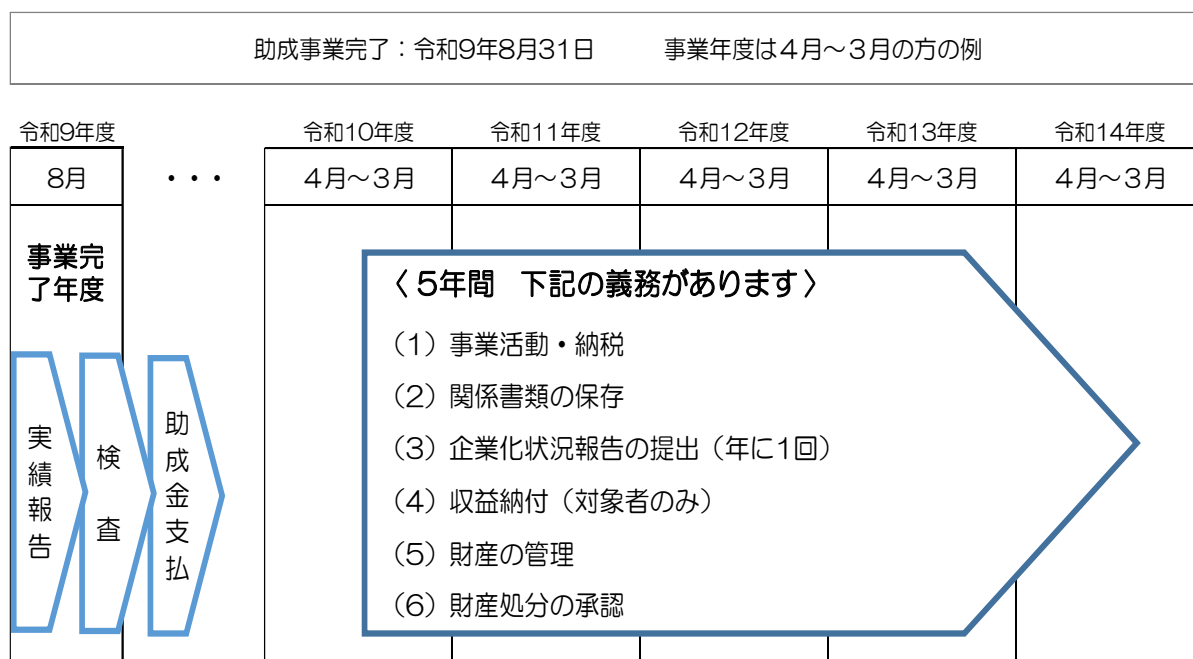 助成事業完了：令和9年8月31日　　事業年度は４月～３月の方の例
令和9年度
令和10年度
令和11年度
令和12年度
令和13年度
令和14年度
8月
・・・
４月～３月
４月～３月
４月～３月
４月～３月
４月～３月
事業完
了年度
実績報告
検査
助成金支払
〈 5年間　下記の義務があります 〉
（1）事業活動・納税
（2）関係書類の保存
（3）企業化状況報告の提出（年に1回）
（4）収益納付（対象者のみ）
（5）財産の管理
（6）財産処分の承認